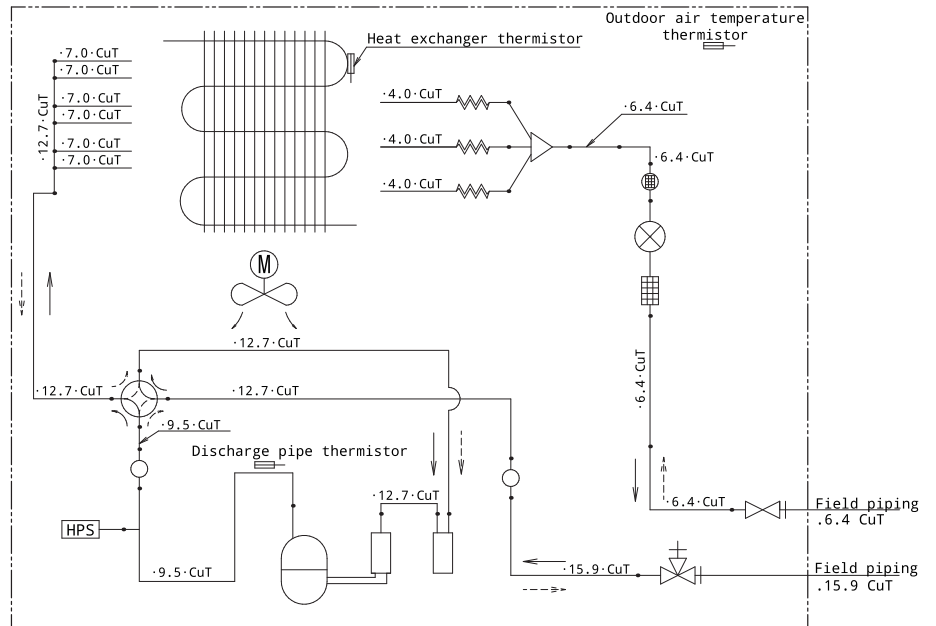 Outdoor air temperature
thermistor
Heat exchanger thermistor
·7.0·CuT
·7.0·CuT
·7.0·CuT
·7.0·CuT
·7.0·CuT
·7.0·CuT
·12.7·CuT
·4.0·CuT
·4.0·CuT
·4.0·CuT
·6.4·CuT
·6.4·CuT
M
·12.7·CuT
·12.7·CuT
·12.7·CuT
·6.4·CuT
·9.5·CuT
Discharge pipe thermistor
·12.7·CuT
·6.4·CuT
Field piping
.6.4 CuT
HPS
·9.5·CuT
·15.9·CuT
Field piping
.15.9 CuT